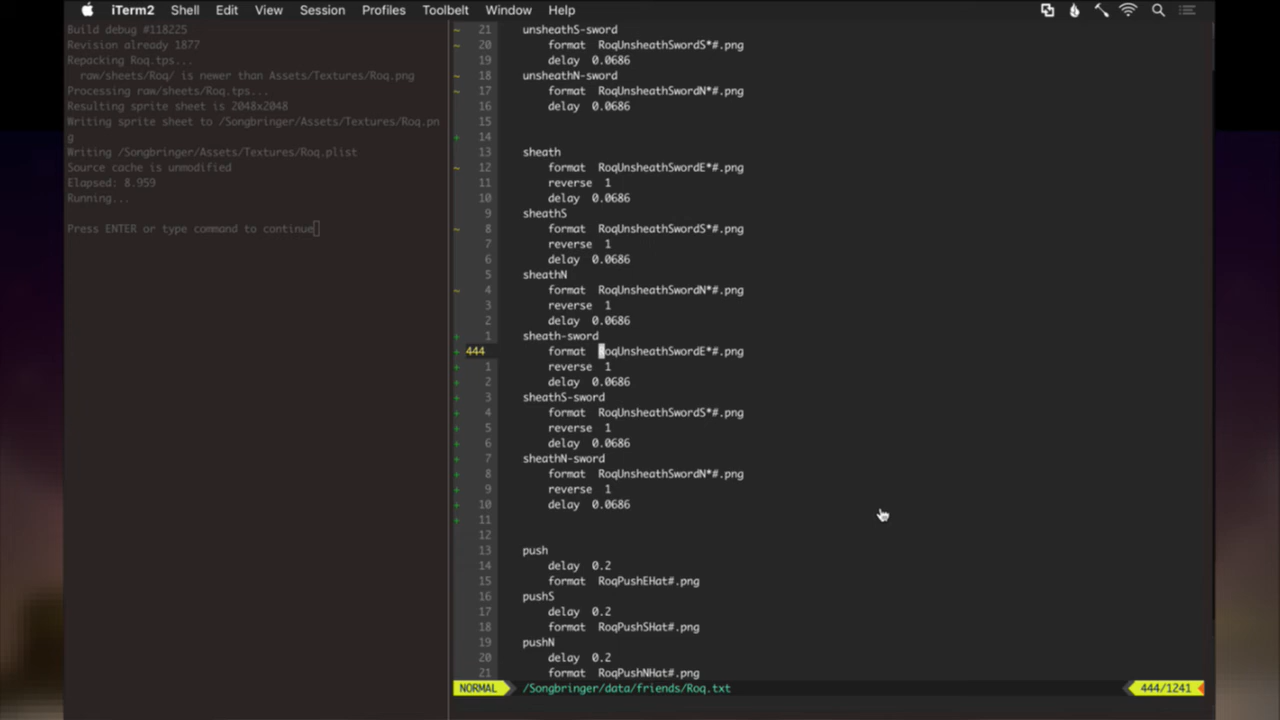 iTerm2 Shell Edit View Session Profiles Toolbelt Window Help
Build debug #118225
Revision already 1877
Repacking Roq.tps...
raw/sheets/Roq/ is newer than Assets/Textures/Roq.png
Processing raw/sheets/Roq.tps...
Resulting sprite sheet is 2048x2048
Writing sprite sheet to /Songbringer/Assets/Textures/Roq.pn
g
Writing /Songbringer/Assets/Textures/Roq.plist
Source cache is unmodified
Elapsed: 8.959
Running...
Press ENTER or type command to continue
~ 21 unsheathS-sword
~ 20 format RoqUnsheathSwordS*#.png
19 delay 0.0686
~ 18 unsheathN-sword
~ 17 format RoqUnsheathSwordN*#.png
16 delay 0.0686
15
+ 14
13 sheath
~ 12 format RoqUnsheathSwordE*#.png
11 reverse 1
10 delay 0.0686
9 sheathS
~ 8 format RoqUnsheathSwordS*#.png
7 reverse 1
6 delay 0.0686
5 sheathN
~ 4 format RoqUnsheathSwordN*#.png
3 reverse 1
2 delay 0.0686
+ 1 sheath-sword
+ 444 format RoqUnsheathSwordE*#.png
+ 1 reverse 1
+ 2 delay 0.0686
+ 3 sheathS-sword
+ 4 format RoqUnsheathSwordS*#.png
+ 5 reverse 1
+ 6 delay 0.0686
+ 7 sheathN-sword
+ 8 format RoqUnsheathSwordN*#.png
+ 9 reverse 1
+ 10 delay 0.0686
+ 11
12
13 push
14 delay 0.2
15 format RoqPushEHat#.png
16 pushS
17 delay 0.2
18 format RoqPushSHat#.png
19 pushN
20 delay 0.2
21 format RoqPushNHat#.png
NORMAL /Songbringer/data/friends/Roq.txt 444/1241